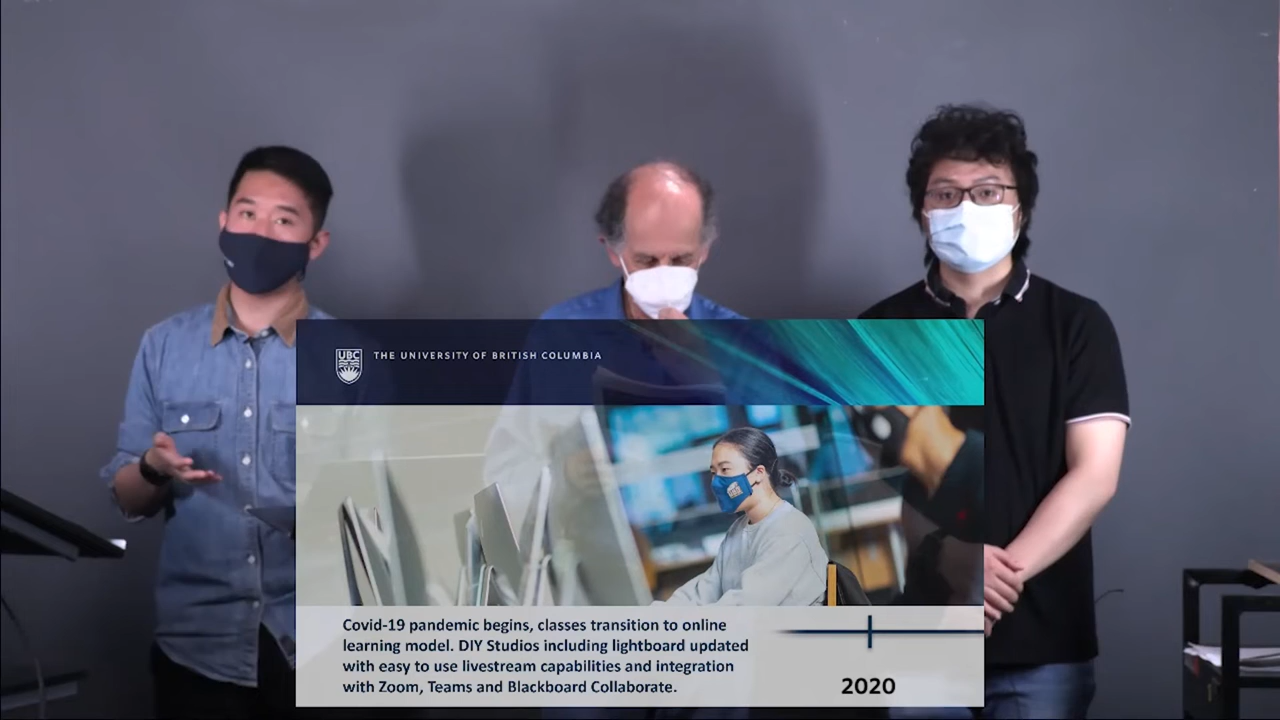 UBC
THE UNIVERSITY OF BRITISH COLUMBIA
Covid-19 pandemic begins, classes transition to online
learning model. DIY Studios including lightboard updated
with easy to use livestream capabilities and integration
with Zoom, Teams and Blackboard Collaborate.
2020